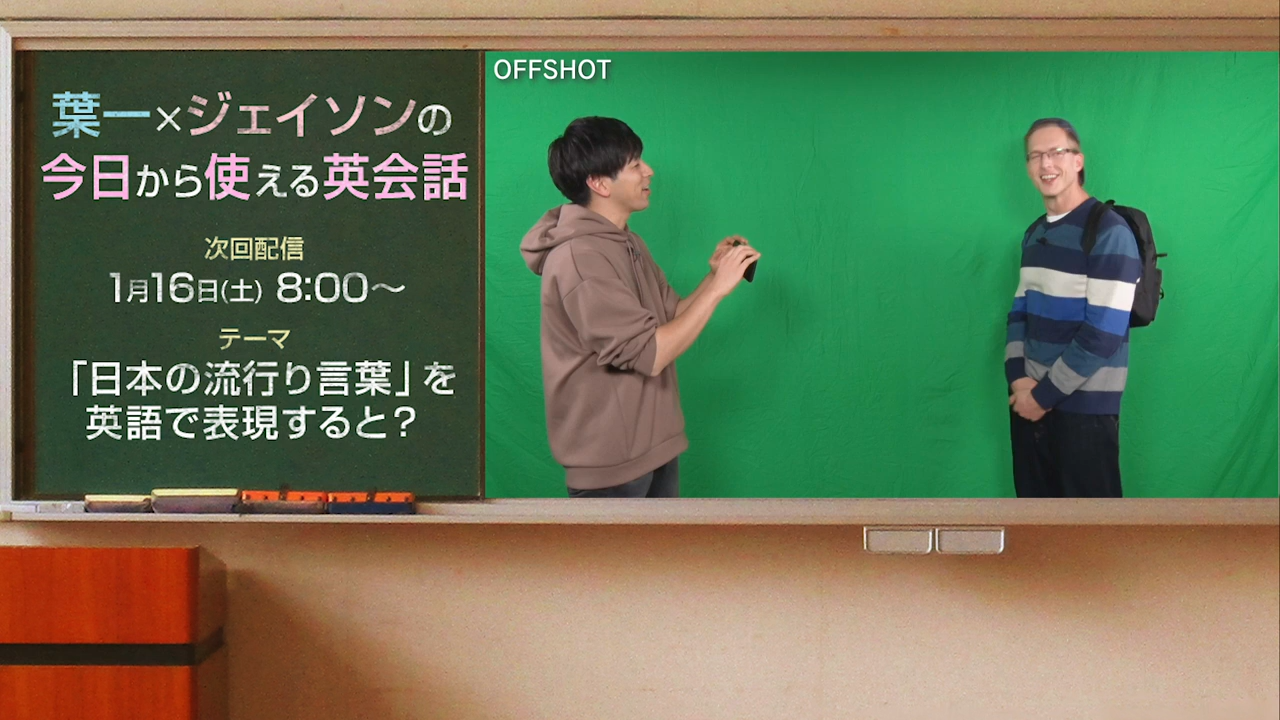 葉一×ジェイソンの
今日から使える英会話
次回配信
1月16日(土) 8:00〜
テーマ
「日本の流行り言葉」を
英語で表現すると?
OFFSHOT